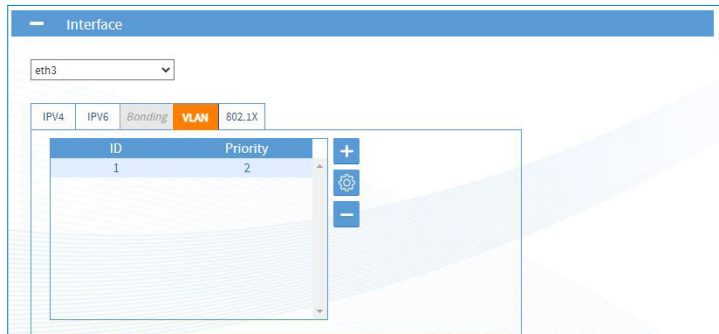 Interface
eth3
IPV4 IPV6 Bonding VLAN 802.1X
ID Priority
1 2